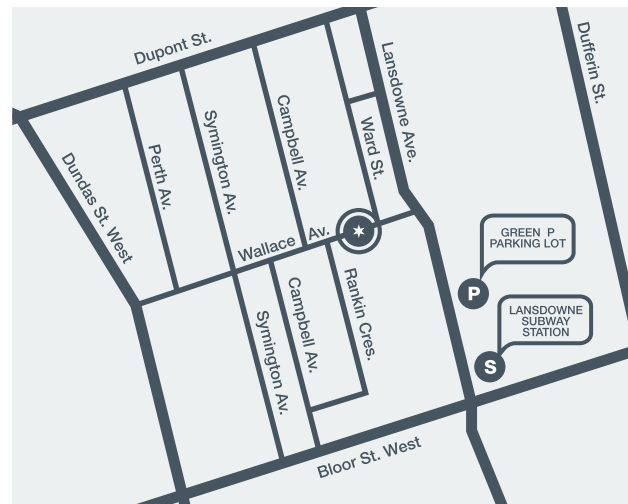 Dupont St.
Lansdowne Ave.
Dufferin St.
Dundas St. West
Perth Av.
Symington Av.
Campbell Av.
Ward St.
Wallace Av.
GREEN P
PARKING LOT
P
Symington Av.
Campbell Av.
Rankin Cres.
LANSDOWNE
SUBWAY
STATION
S
Bloor St. West